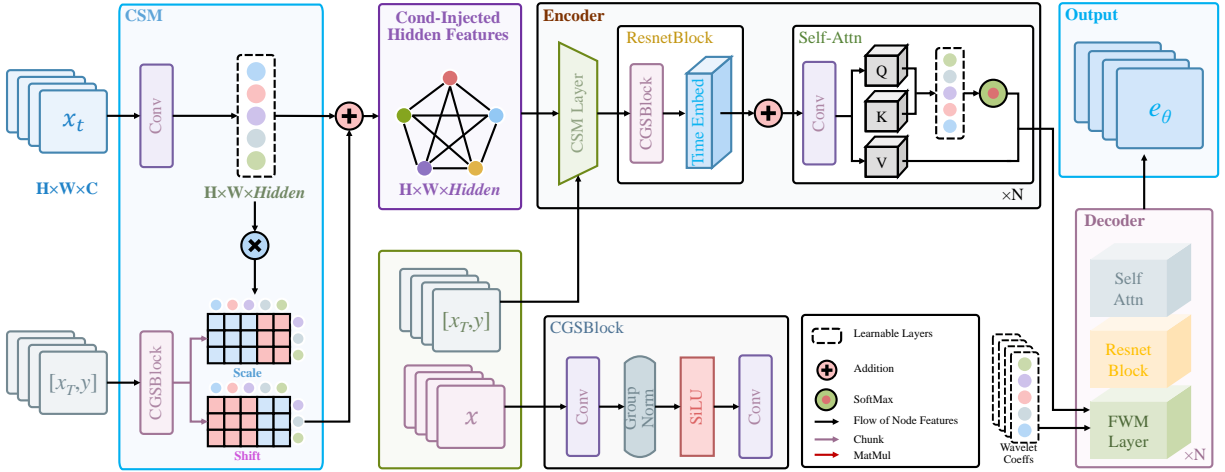 CSM
x_t
H×W×C
Conv
H×W×Hidden
[x_T,y]
CGSBlock
Scale
Shift
Cond-Injected
Hidden Features
H×W×Hidden
Encoder
CSM Layer
ResnetBlock
CGSBlock
Time Embed
Self-Attn
Conv
Q
K
V
×N
Output
e_θ
[x_T,y]
x
CGSBlock
Conv
Group
Norm
SiLU
Conv
Learnable Layers
Addition
SoftMax
Flow of Node Features
Chunk
MatMul
Wavelet
Coeffs
Decoder
Self
Attn
Resnet
Block
FWM
Layer
×N